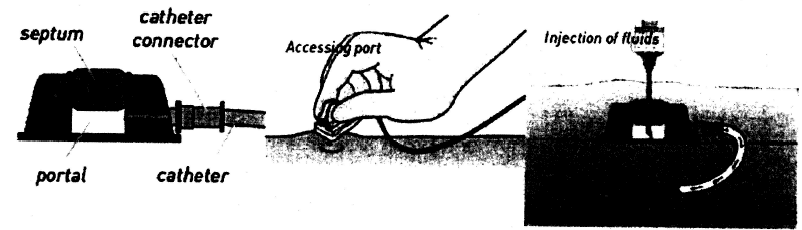 septum
catheter
connector
portal
catheter
Accessing port
Injection of fluids